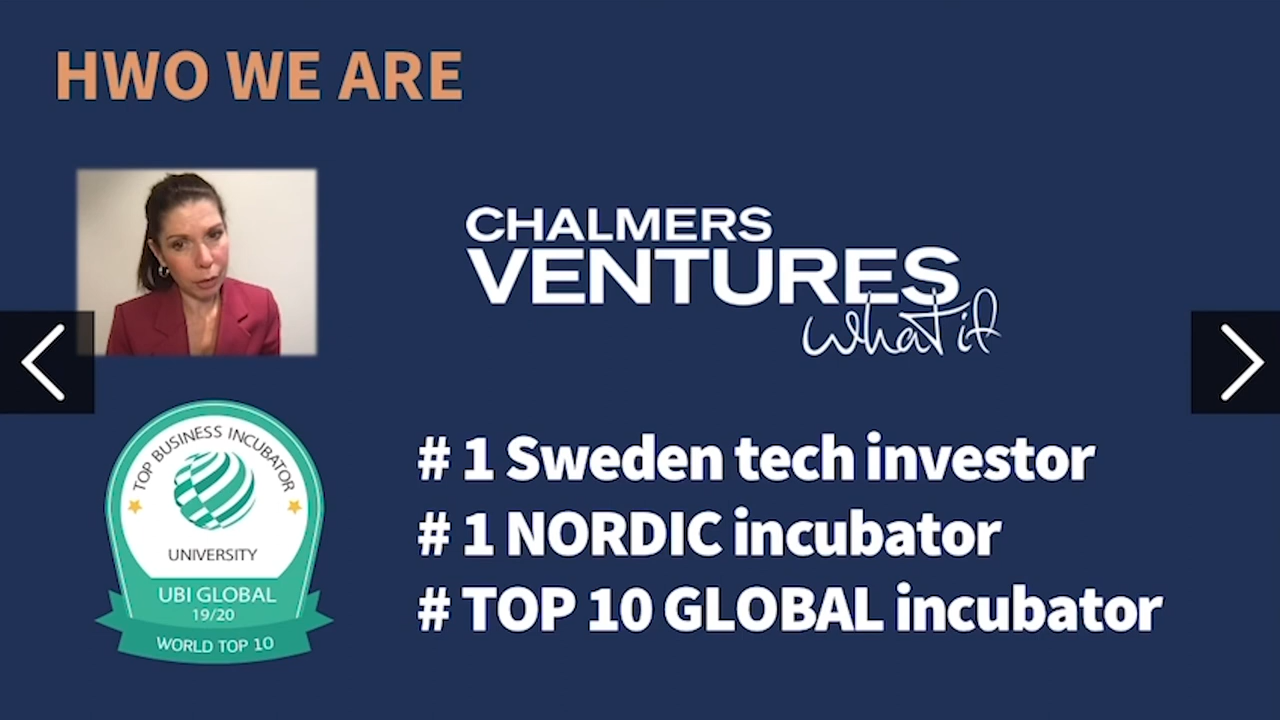 HWO WE ARE
CHALMERS
VENTURES
What if
TOP BUSINESS INCUBATOR
UNIVERSITY
UBI GLOBAL
19/20
WORLD TOP 10
# 1 Sweden tech investor
# 1 NORDIC incubator
# TOP 10 GLOBAL incubator